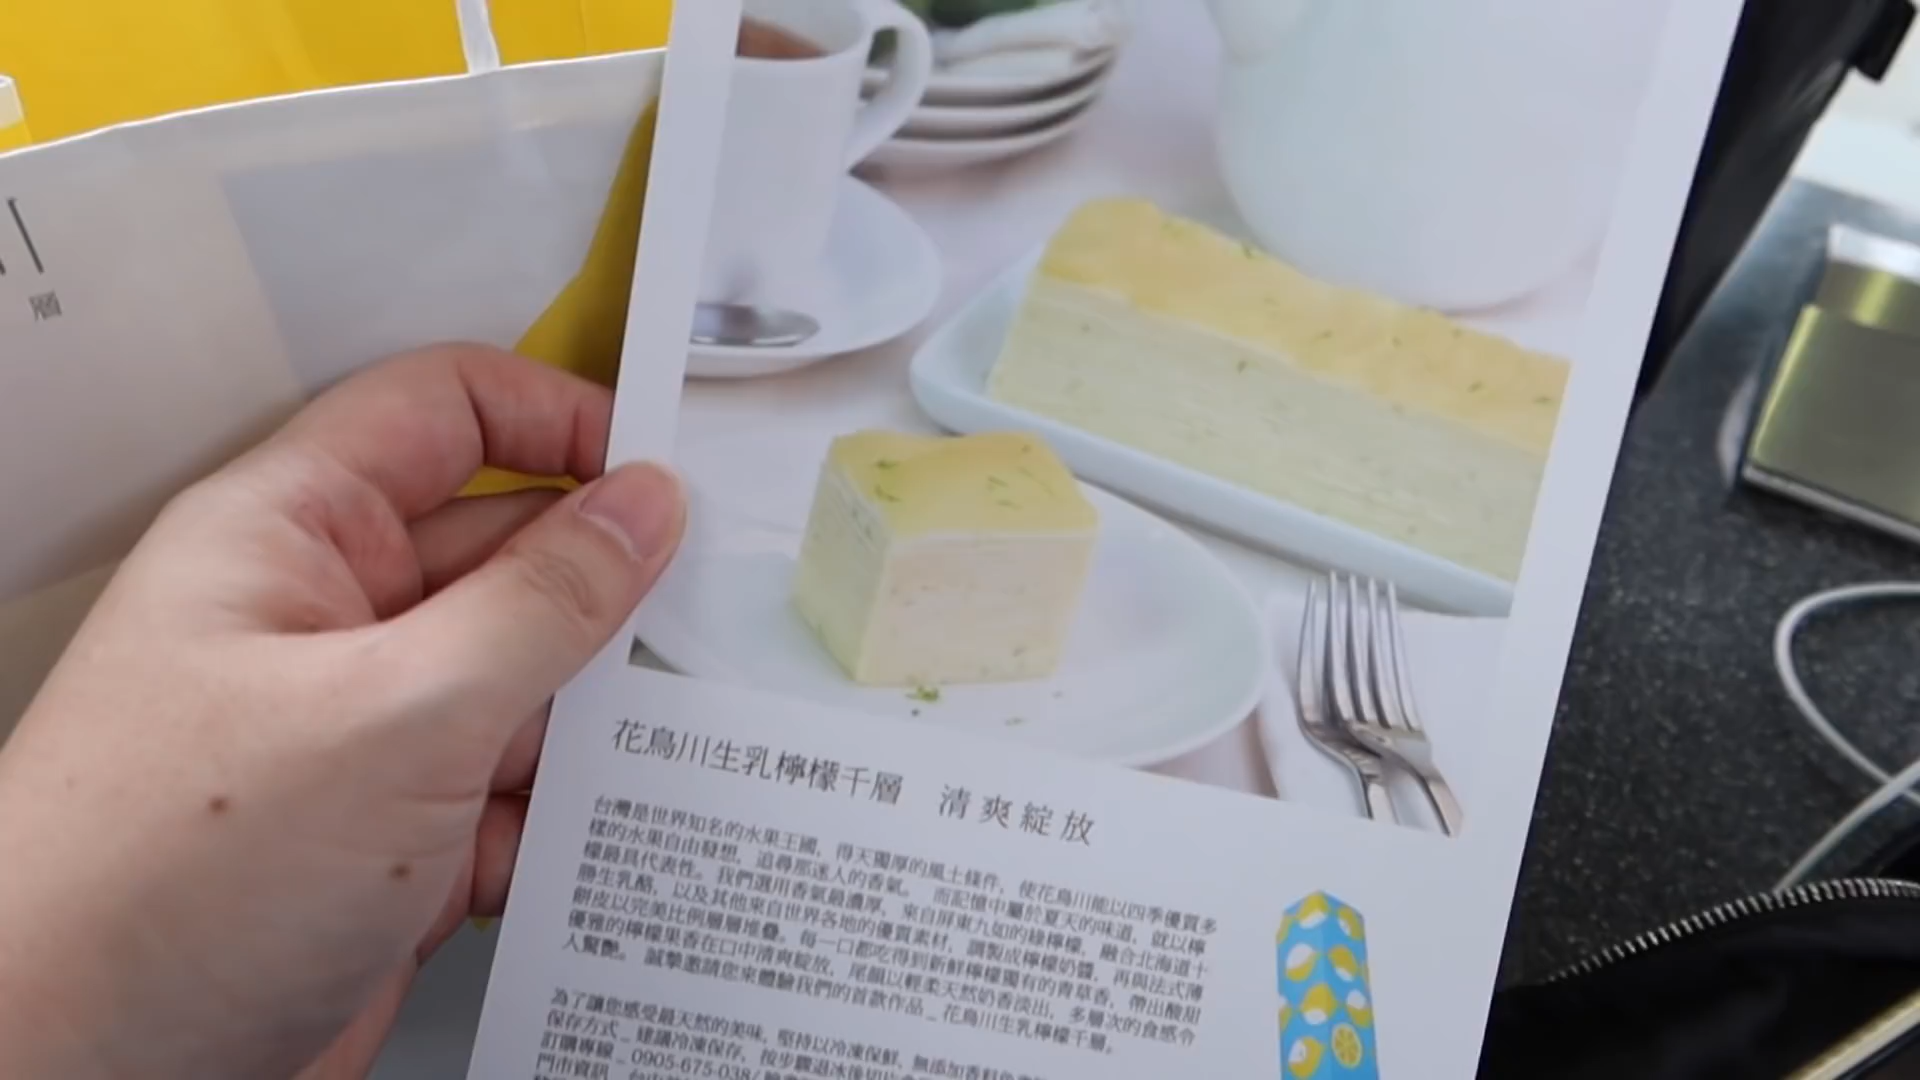 層
花鳥川生乳檸檬千層 清爽綻放
台灣是世界知名的水果王國，得天獨厚的風土條件，使花鳥川能以四季優質多
樣的水果自由發想，追尋那迷人的香氣。 而記憶中屬於夏天的味道，就以檸
檬最具代表性。我們選用香氣最濃厚，來自屏東九如的綠檸檬，融合北海道十
勝生乳酪，以及其他來自世界各地的優質素材，調製成檸檬奶醬，再與法式薄
餅皮以完美比例層層堆疊。每一口都吃得到新鮮檸檬獨有的青草香，帶出酸甜
優雅的檸檬果香在口中清爽綻放，尾韻以輕柔天然奶香淡出，多層次的食感令
人驚艷。 誠摯邀請您來體驗我們的首款作品_花鳥川生乳檸檬千層。
為了讓您感受最天然的美味，堅持以冷凍保鮮，無添加香料
保存方式_建議冷凍保存，按步驟退冰後切片
訂購專線_0905-675-038/
門市資訊_台中